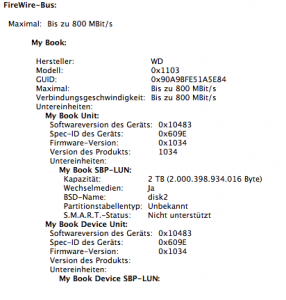 FireWire-Bus:
Maximal: Bis zu 800 MBit/s
My Book:
Hersteller: WD
Modell: 0x1103
GUID: 0x90A98FE51A5E84
Maximal: Bis zu 800 MBit/s
Verbindungsgeschwindigkeit: Bis zu 800 MBit/s
Untereinheiten:
My Book Unit:
Softwareversion des Geräts: 0x10483
Spec-ID des Geräts: 0x609E
Firmware-Version: 0x1034
Version des Produkts: 1034
Untereinheiten:
My Book SBP-LUN:
Kapazität: 2 TB (2.000.398.934.016 Byte)
Wechselmedien: Ja
BSD-Name: disk2
Partitionstabellentyp: Unbekannt
S.M.A.R.T.-Status: Nicht unterstützt
My Book Device Unit:
Softwareversion des Geräts: 0x10483
Spec-ID des Geräts: 0x609E
Firmware-Version: 0x1034
Version des Produkts:
Untereinheiten:
My Book Device SBP-LUN: